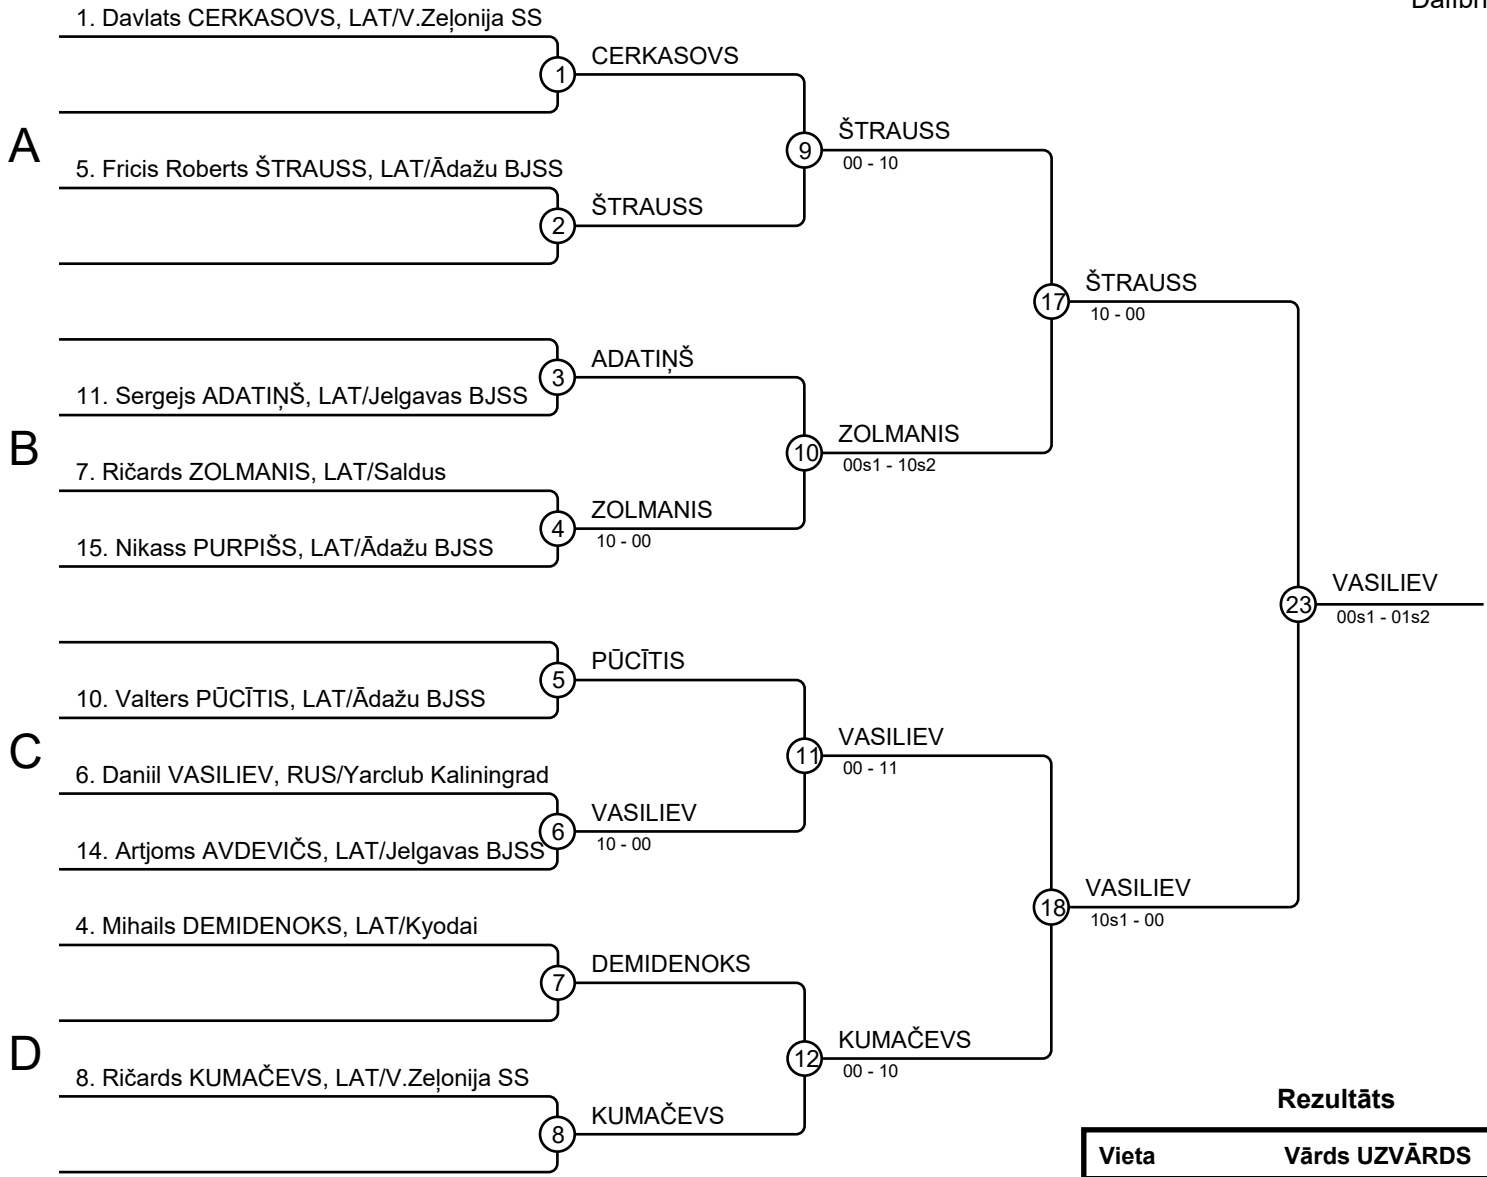 Dalībn
1. Davlats CERKASOVS, LAT/V.Zeļonija SS
CERKASOVS
1
A
ŠTRAUSS
9
00 - 10
5. Fricis Roberts ŠTRAUSS, LAT/Ādažu BJSS
ŠTRAUSS
2
ŠTRAUSS
17
10 - 00
ADATIŅŠ
3
11. Sergejs ADATIŅŠ, LAT/Jelgavas BJSS
B
ZOLMANIS
10
00s1 - 10s2
7. Ričards ZOLMANIS, LAT/Saldus
ZOLMANIS
4
10 - 00
15. Nikass PURPIŠS, LAT/Ādažu BJSS
VASILIEV
23
00s1 - 01s2
PŪCĪTIS
5
10. Valters PŪCĪTIS, LAT/Ādažu BJSS
C
VASILIEV
11
00 - 11
6. Daniil VASILIEV, RUS/Yarclub Kaliningrad
VASILIEV
6
10 - 00
14. Artjoms AVDEVIČS, LAT/Jelgavas BJSS
VASILIEV
18
10s1 - 00
4. Mihails DEMIDENOKS, LAT/Kyodai
DEMIDENOKS
7
D
KUMAČEVS
12
00 - 10
8. Ričards KUMAČEVS, LAT/V.Zeļonija SS
KUMAČEVS
8
Rezultāts
Vieta Vārds UZVĀRDS